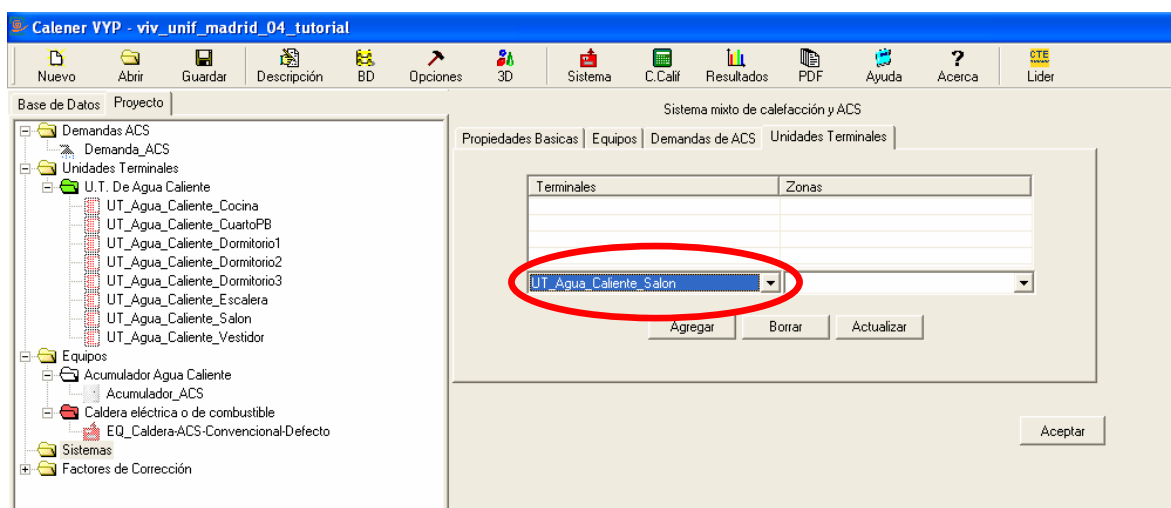 Calener VYP - viv_unif_madrid_04_tutorial
Nuevo Abrir Guardar Descripción BD Opciones 3D Sistema C.Calif Resultados PDF Ayuda Acerca CTE Lider
Base de Datos Proyecto
Demandas ACS
Demanda_ACS
Unidades Terminales
U.T. De Agua Caliente
UT_Agua_Caliente_Cocina
UT_Agua_Caliente_CuartoPB
UT_Agua_Caliente_Dormitorio1
UT_Agua_Caliente_Dormitorio2
UT_Agua_Caliente_Dormitorio3
UT_Agua_Caliente_Escalera
UT_Agua_Caliente_Salon
UT_Agua_Caliente_Vestidor
Equipos
Acumulador Agua Caliente
Acumulador_ACS
Caldera eléctrica o de combustible
EQ_Caldera-ACS-Convencional-Defecto
Sistemas
Factores de Corrección
Sistema mixto de calefacción y ACS
Propiedades Basicas Equipos Demandas de ACS Unidades Terminales
Terminales Zonas
UT_Agua_Caliente_Salon
Agregar Borrar Actualizar
Aceptar